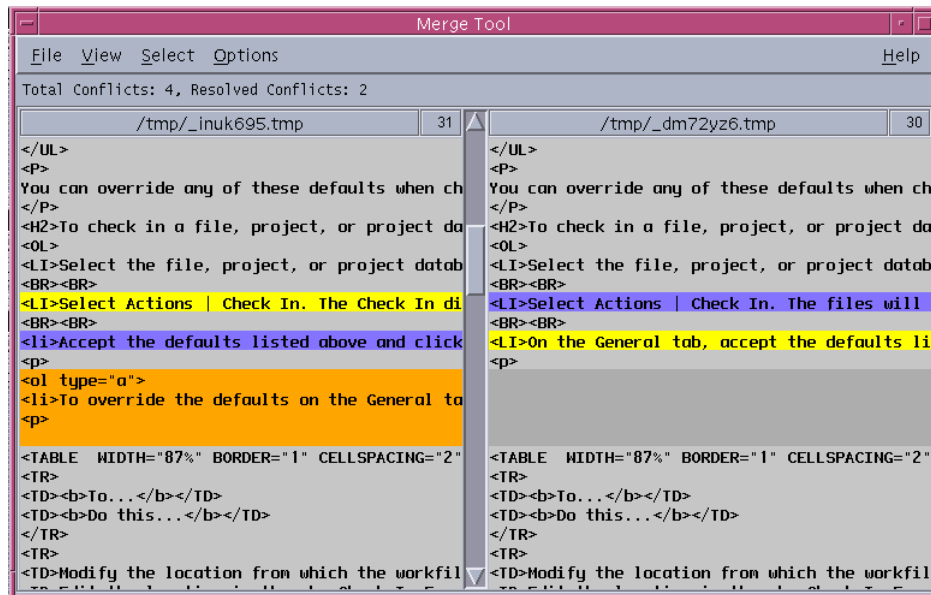 Merge Tool
File View Select Options Help
Total Conflicts: 4, Resolved Conflicts: 2
/tmp/_inuk695.tmp 31
</UL>
<P>
You can override any of these defaults when ch
</P>
<H2>To check in a file, project, or project da
<OL>
<LI>Select the file, project, or project datab
<BR><BR>
<LI>Select Actions | Check In. The Check In di
<BR><BR>
<li>Accept the defaults listed above and click
<p>
<ol type="a">
<li>To override the defaults on the General ta
<p>
<TABLE  WIDTH="87%" BORDER="1" CELLSPACING="2"
<TR>
<TD><b>To...</b></TD>
<TD><b>Do this...</b></TD>
</TR>
<TR>
<TD>Modify the location from which the workfil
/tmp/_dm72yz6.tmp 30
</UL>
<P>
You can override any of these defaults when ch
</P>
<H2>To check in a file, project, or project da
<OL>
<LI>Select the file, project, or project datab
<BR><BR>
<LI>Select Actions | Check In. The files will
<BR><BR>
<LI>On the General tab, accept the defaults li
<p>
<TABLE  WIDTH="87%" BORDER="1" CELLSPACING="2"
<TR>
<TD><b>To...</b></TD>
<TD><b>Do this...</b></TD>
</TR>
<TR>
<TD>Modify the location from which the workfil